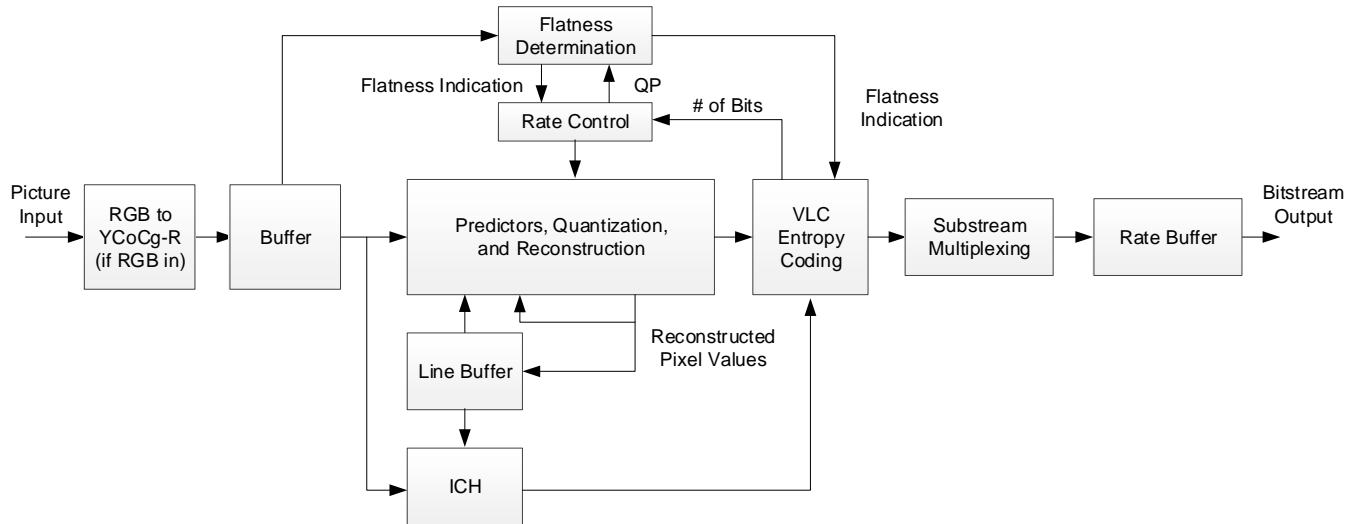 Flatness
Determination
Flatness Indication
QP
# of Bits
Flatness
Indication
Rate Control
Picture
Input
RGB to
YCoCg-R
(if RGB in)
Buffer
Predictors, Quantization,
and Reconstruction
VLC
Entropy
Coding
Substream
Multiplexing
Rate Buffer
Bitstream
Output
Line Buffer
Reconstructed
Pixel Values
ICH